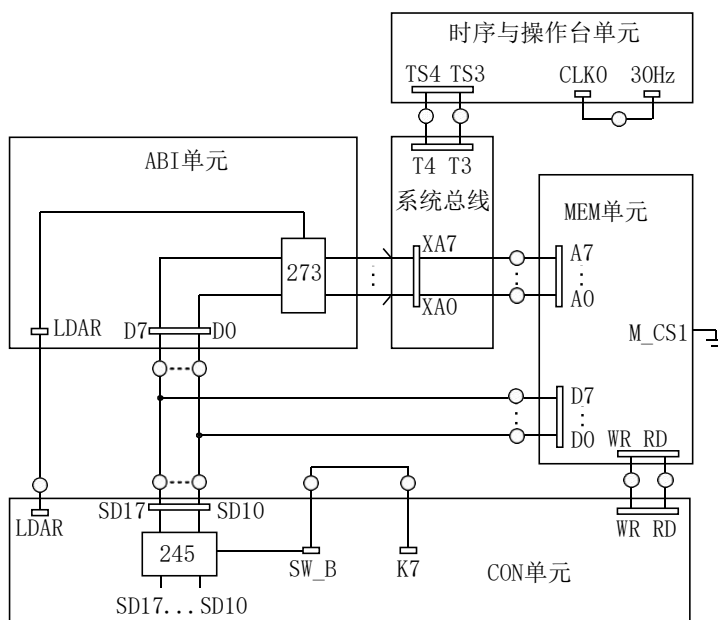 时序与操作台单元
TS4 TS3
CLK0 30Hz
ABI单元
T4 T3
系统总线
MEM单元
XA7
A7
273
XA0
A0
LDAR
D7
D0
M_CS1
D7
D0
WR RD
SD17
SD10
LDAR
WR RD
245
SW_B
K7
CON单元
SD17...SD10